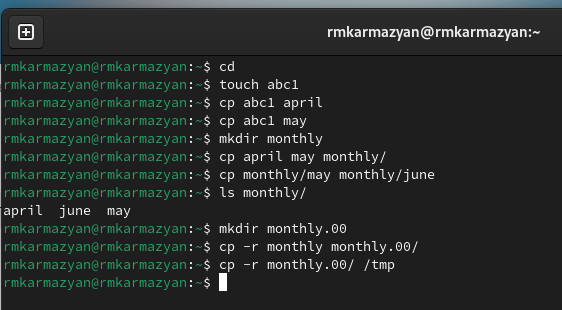 rmkarmazyan@rmkarmazyan:~
rmkarmazyan@rmkarmazyan:~$ cd
rmkarmazyan@rmkarmazyan:~$ touch abc1
rmkarmazyan@rmkarmazyan:~$ cp abc1 april
rmkarmazyan@rmkarmazyan:~$ cp abc1 may
rmkarmazyan@rmkarmazyan:~$ mkdir monthly
rmkarmazyan@rmkarmazyan:~$ cp april may monthly/
rmkarmazyan@rmkarmazyan:~$ cp monthly/may monthly/june
rmkarmazyan@rmkarmazyan:~$ ls monthly/
april  june  may
rmkarmazyan@rmkarmazyan:~$ mkdir monthly.00
rmkarmazyan@rmkarmazyan:~$ cp -r monthly monthly.00/
rmkarmazyan@rmkarmazyan:~$ cp -r monthly.00/ /tmp
rmkarmazyan@rmkarmazyan:~$